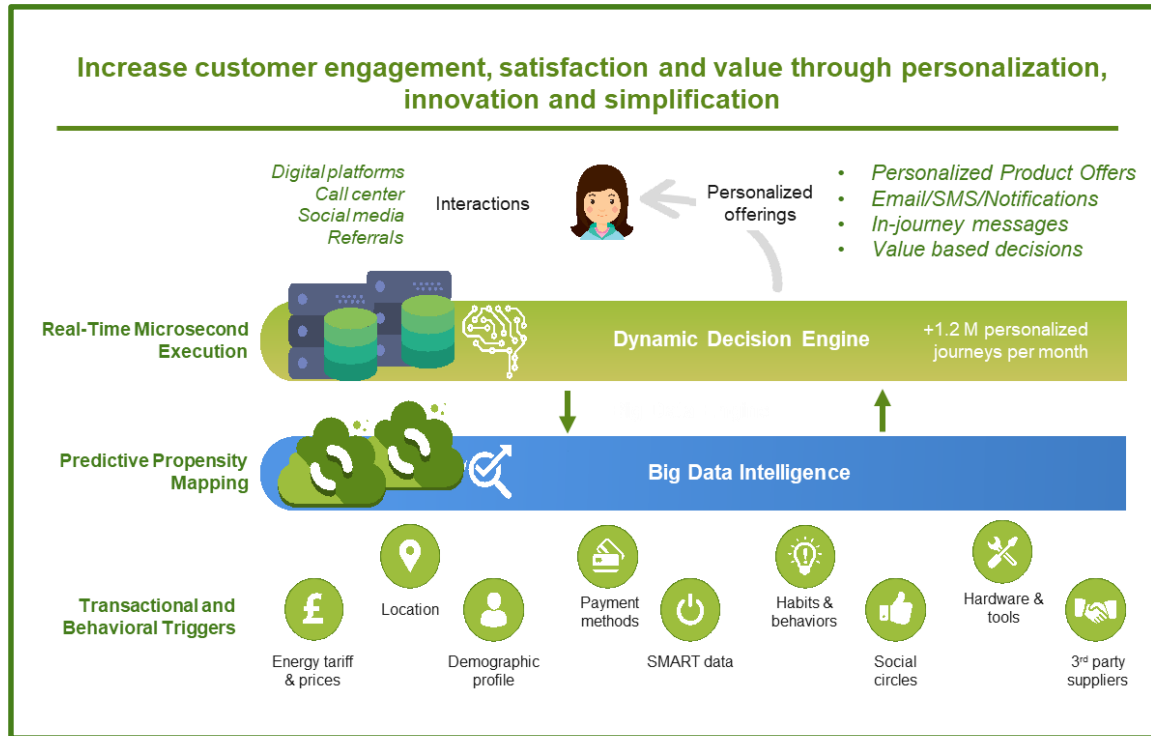 Increase customer engagement, satisfaction and value through personalization,
innovation and simplification
Digital platforms
Call center
Social media
Referrals
Interactions
Personalized
offerings
• Personalized Product Offers
• Email/SMS/Notifications
• In-journey messages
• Value based decisions
Real-Time Microsecond
Execution
Dynamic Decision Engine
+1.2 M personalized
journeys per month
Predictive Propensity
Mapping
Big Data Intelligence
Transactional and
Behavioral Triggers
£
Energy tariff
& prices
Location
Demographic
profile
Payment
methods
SMART data
Habits &
behaviors
Social
circles
Hardware &
tools
3rd party
suppliers